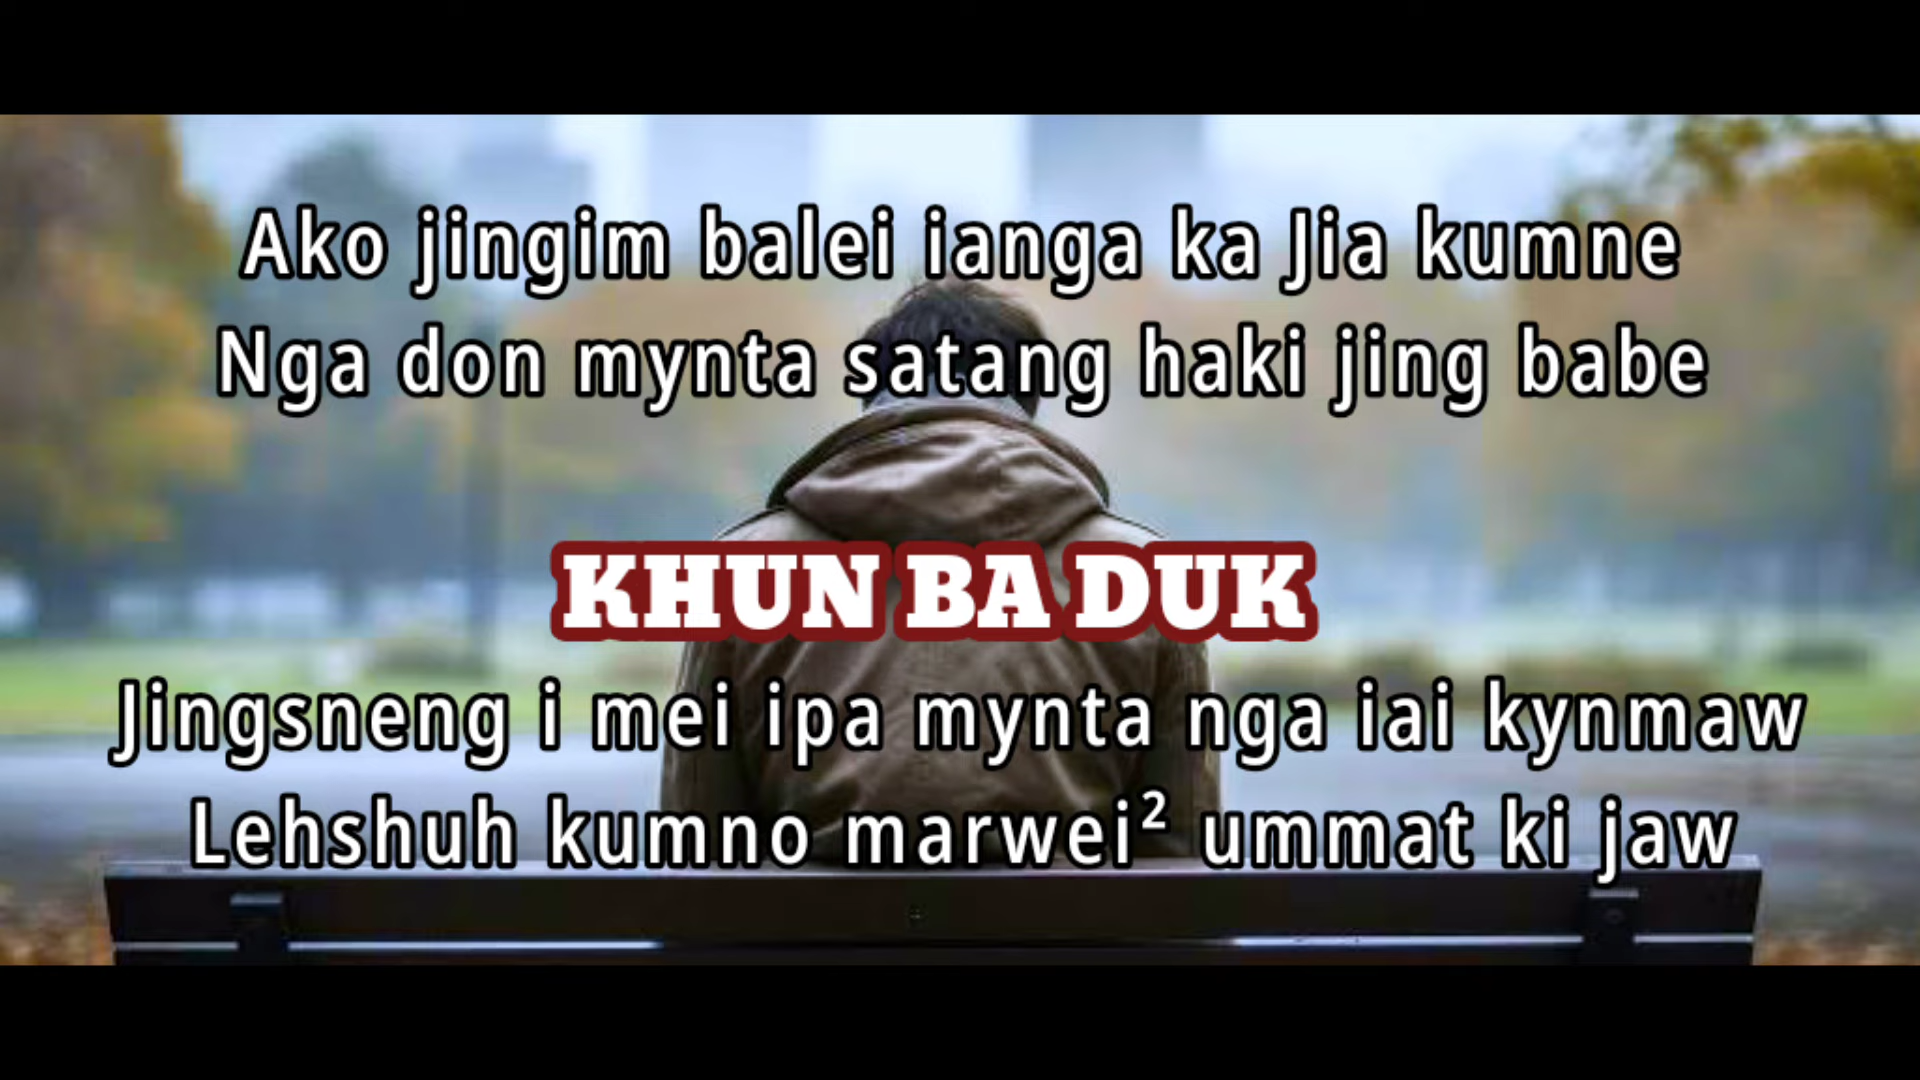 Ako jingim balei ianga ka Jia kumne
Nga don mynta satang haki jing babe
KHUN BA DUK
Jingsneng i mei ipa mynta nga iai kynmaw
Lehshuh kumno marwei² ummat ki jaw